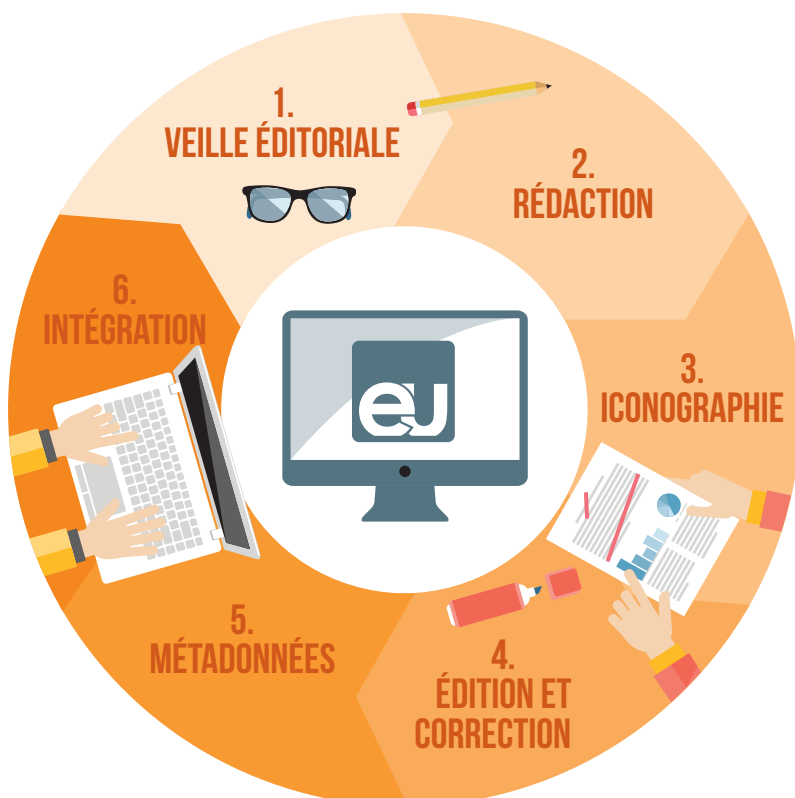 1.
VEILLE ÉDITORIALE
2.
RÉDACTION
3.
ICONOGRAPHIE
4.
ÉDITION ET
CORRECTION
5.
MÉTADONNÉES
6.
INTÉGRATION
eu